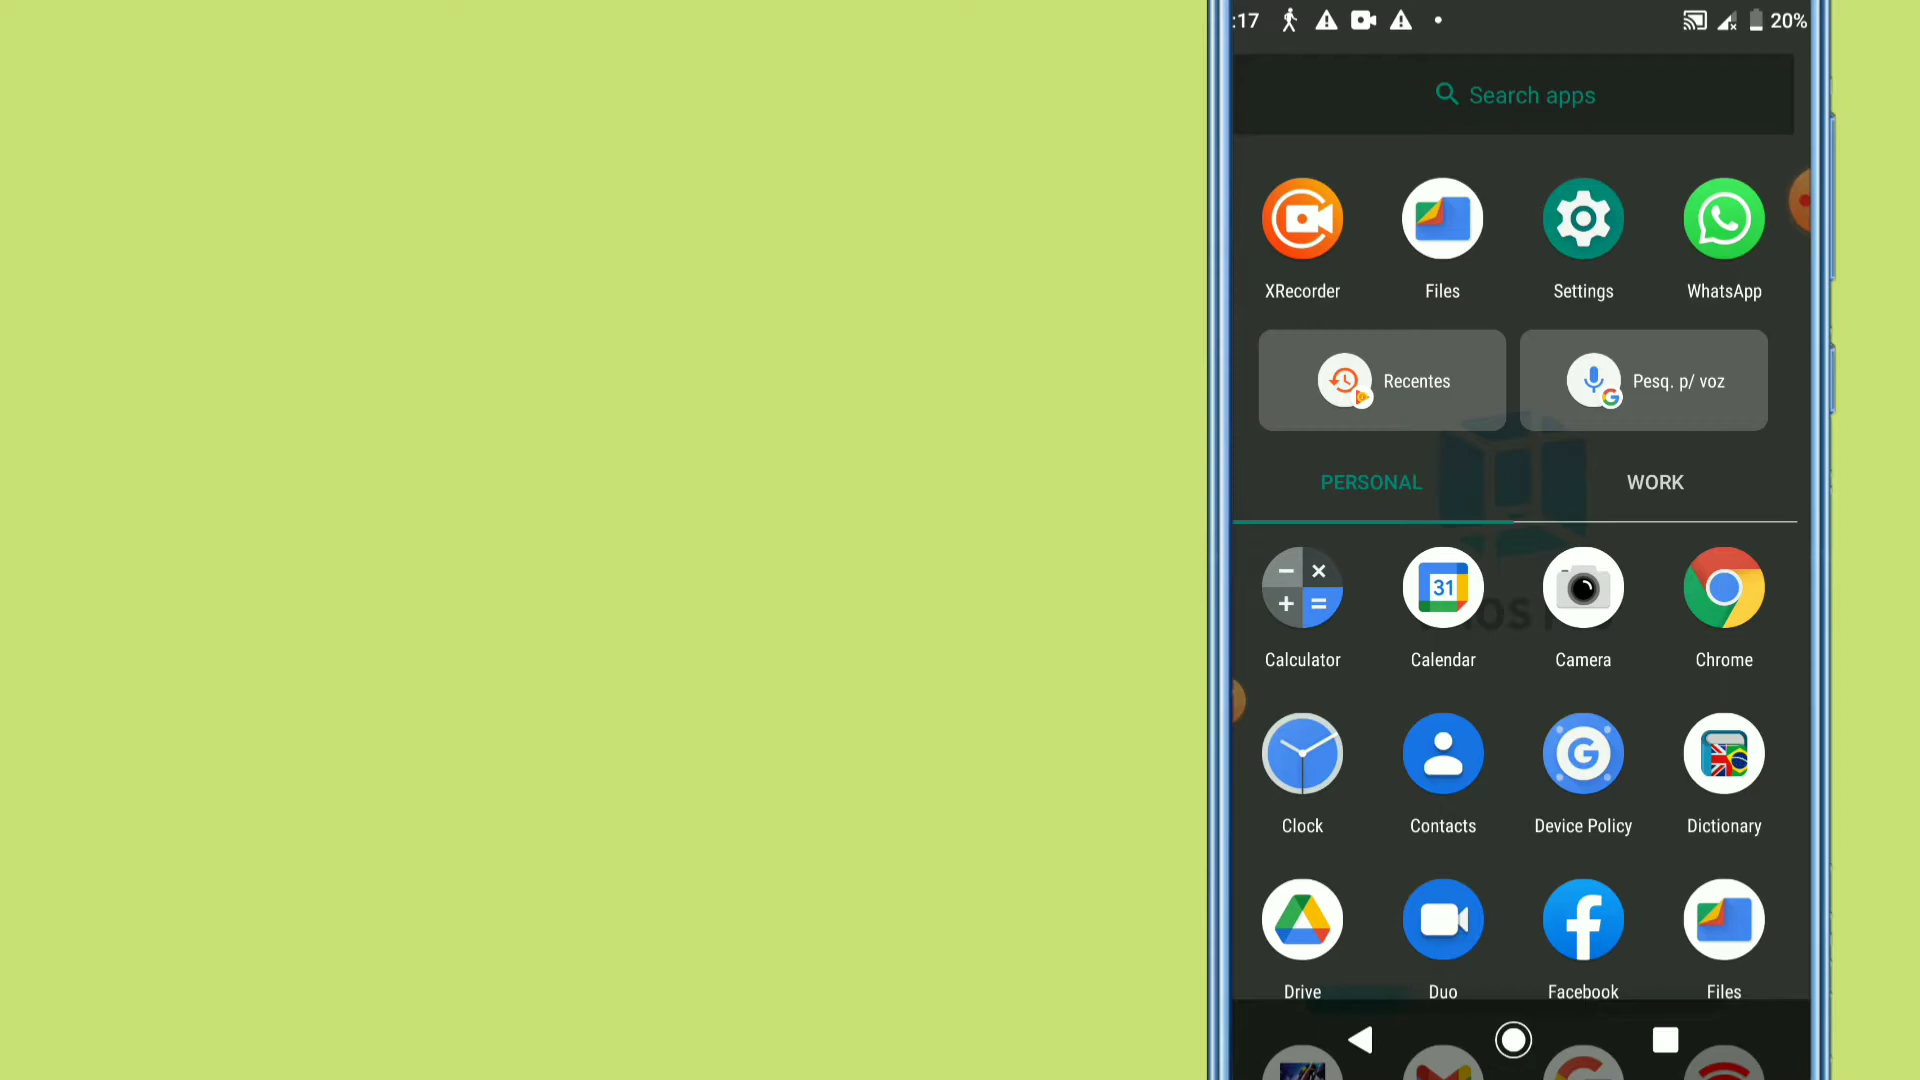 :17 20%
Search apps
XRecorder Files Settings WhatsApp
Recentes Pesq. p/ voz
PERSONAL WORK
31
Calculator Calendar Camera Chrome
Clock Contacts Device Policy Dictionary
Drive Duo Facebook Files